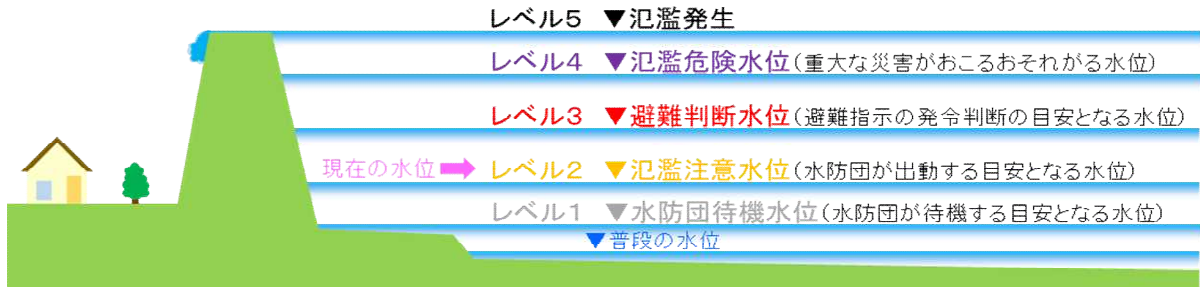 レベル5 ▼氾濫発生
レベル4 ▼氾濫危険水位(重大な災害がおこるおそれがる水位)
レベル3 ▼避難判断水位(避難指示の発令判断の目安となる水位)
現在の水位 レベル2 ▼氾濫注意水位(水防団が出動する目安となる水位)
レベル1 ▼水防団待機水位(水防団が待機する目安となる水位)
▼普段の水位